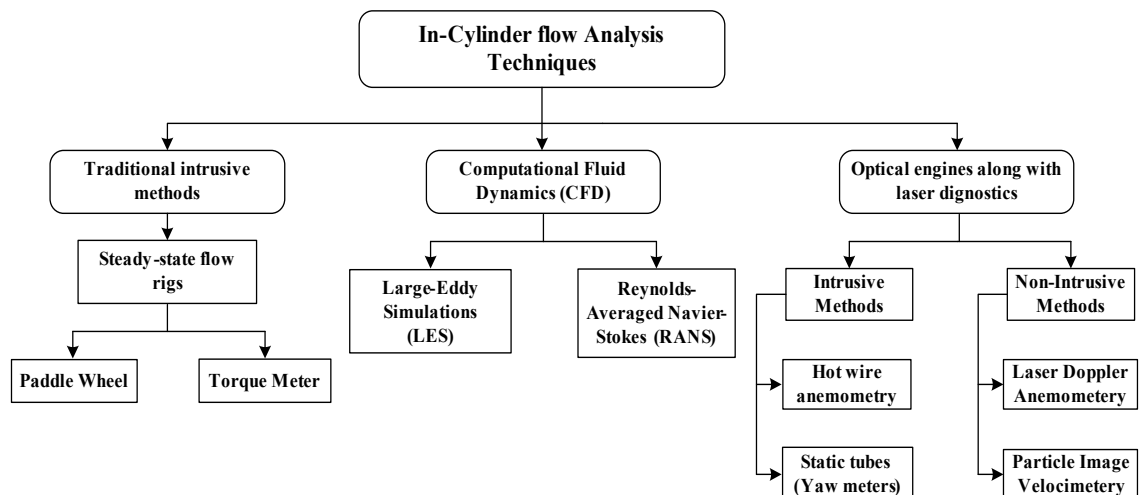 In-Cylinder flow Analysis
Techniques
Traditional intrusive
methods
Computational Fluid
Dynamics (CFD)
Optical engines along with
laser dignostics
Steady-state flow
rigs
Large-Eddy
Simulations
(LES)
Reynolds-
Averaged Navier-
Stokes (RANS)
Intrusive
Methods
Non-Intrusive
Methods
Paddle Wheel
Torque Meter
Hot wire
anemometry
Laser Doppler
Anemometery
Static tubes
(Yaw meters)
Particle Image
Velocimetery